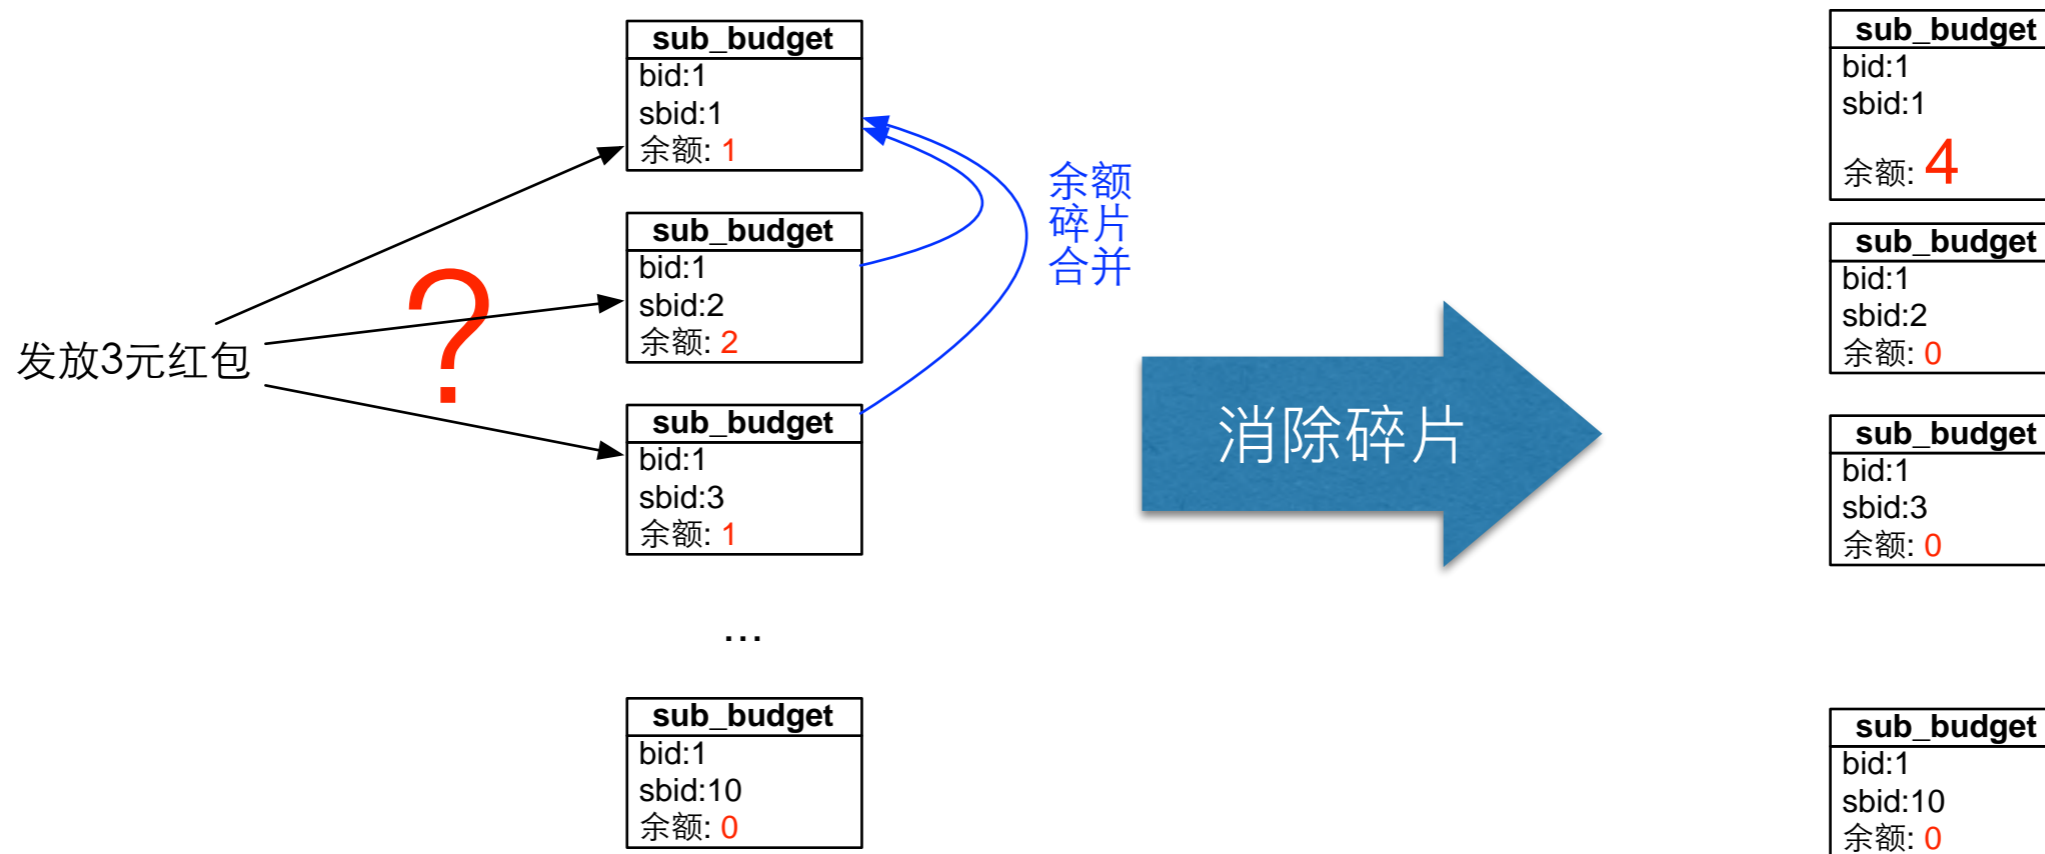 sub_budget
bid:1
sbid:1
余额: 1
sub_budget
bid:1
sbid:2
余额: 2
sub_budget
bid:1
sbid:3
余额: 1
...
sub_budget
bid:1
sbid:10
余额: 0
发放3元红包
?
余额
碎片
合并
消除碎片
sub_budget
bid:1
sbid:1
余额: 4
sub_budget
bid:1
sbid:2
余额: 0
sub_budget
bid:1
sbid:3
余额: 0
sub_budget
bid:1
sbid:10
余额: 0